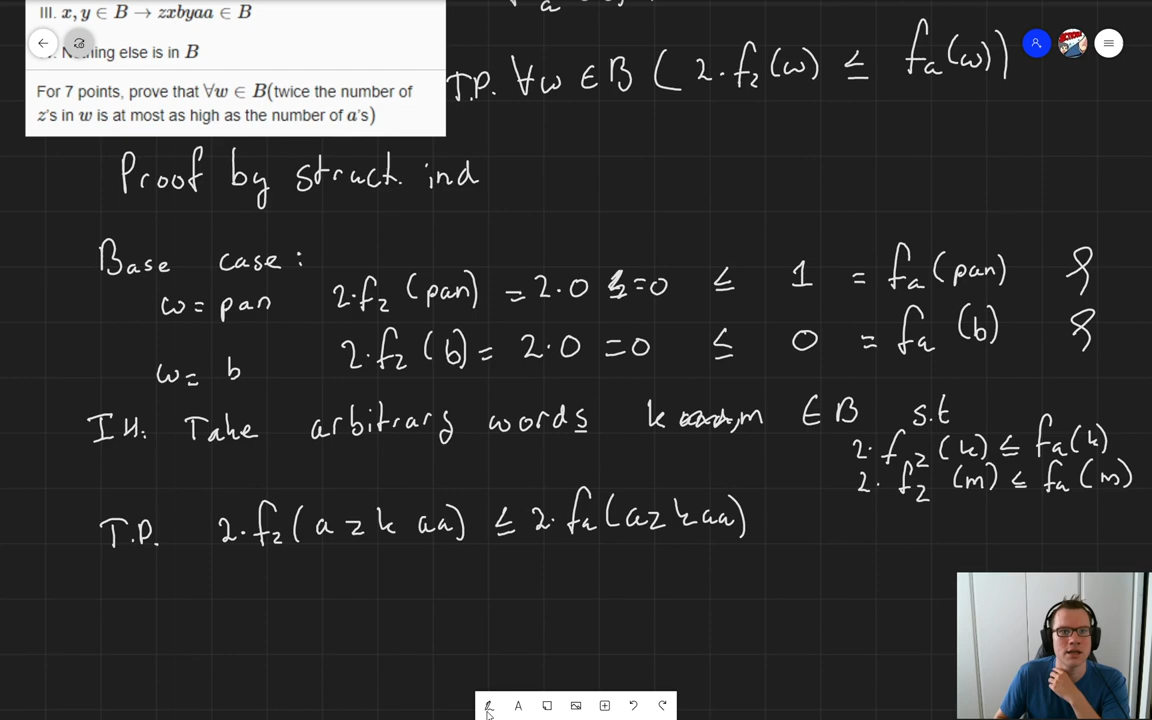 III. x, y ∈ B → zxbyaa ∈ B
Nothing else is in B
For 7 points, prove that ∀w ∈ B(twice the number of
z's in w is at most as high as the number of a's)
T.P. ∀w ∈ B ( 2·f_z(w) ≤ f_a(w))
Proof by struct. ind
Base case:
w = pan 2·f_z(pan) = 2·0 = 0 ≤ 1 = f_a(pan)
w = b 2·f_z(b) = 2·0 = 0 ≤ 0 = f_a(b)
I.H. Take arbitrary words k, m ∈ B s.t
2·f_z(k) ≤ f_a(k)
2·f_z(m) ≤ f_a(m)
T.P. 2·f_z(a z k aa) ≤ 2·f_a(a z k aa)
A